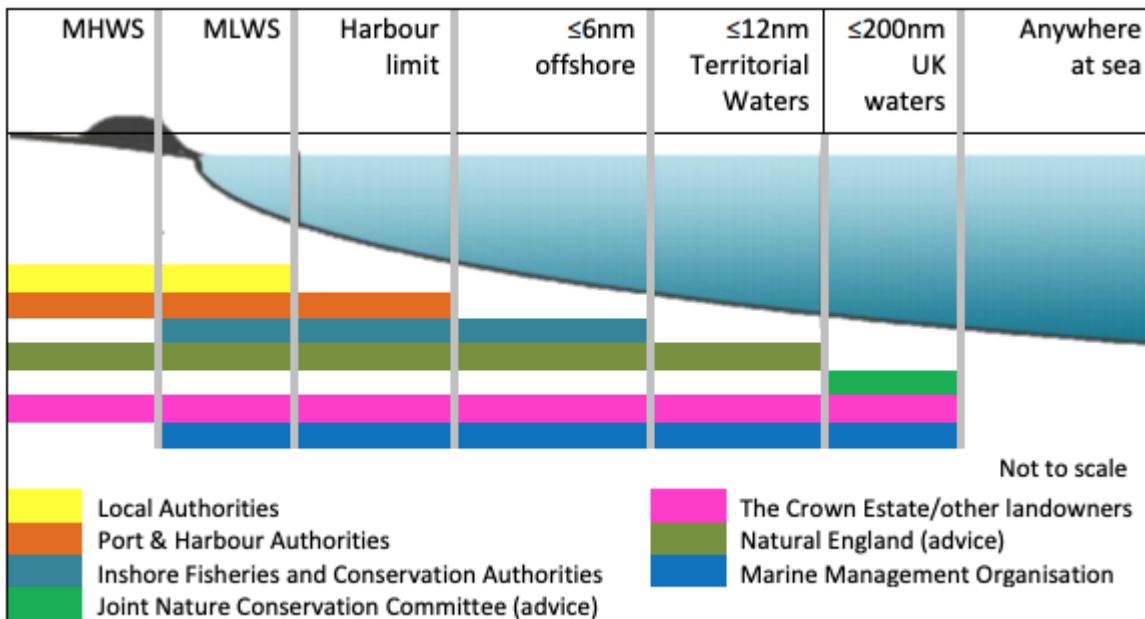 MHWS
MLWS
Harbour
limit
≤6nm
offshore
≤12nm
Territorial
Waters
≤200nm
UK
waters
Anywhere
at sea
Not to scale
Local Authorities
Port & Harbour Authorities
Inshore Fisheries and Conservation Authorities
Joint Nature Conservation Committee (advice)
The Crown Estate/other landowners
Natural England (advice)
Marine Management Organisation